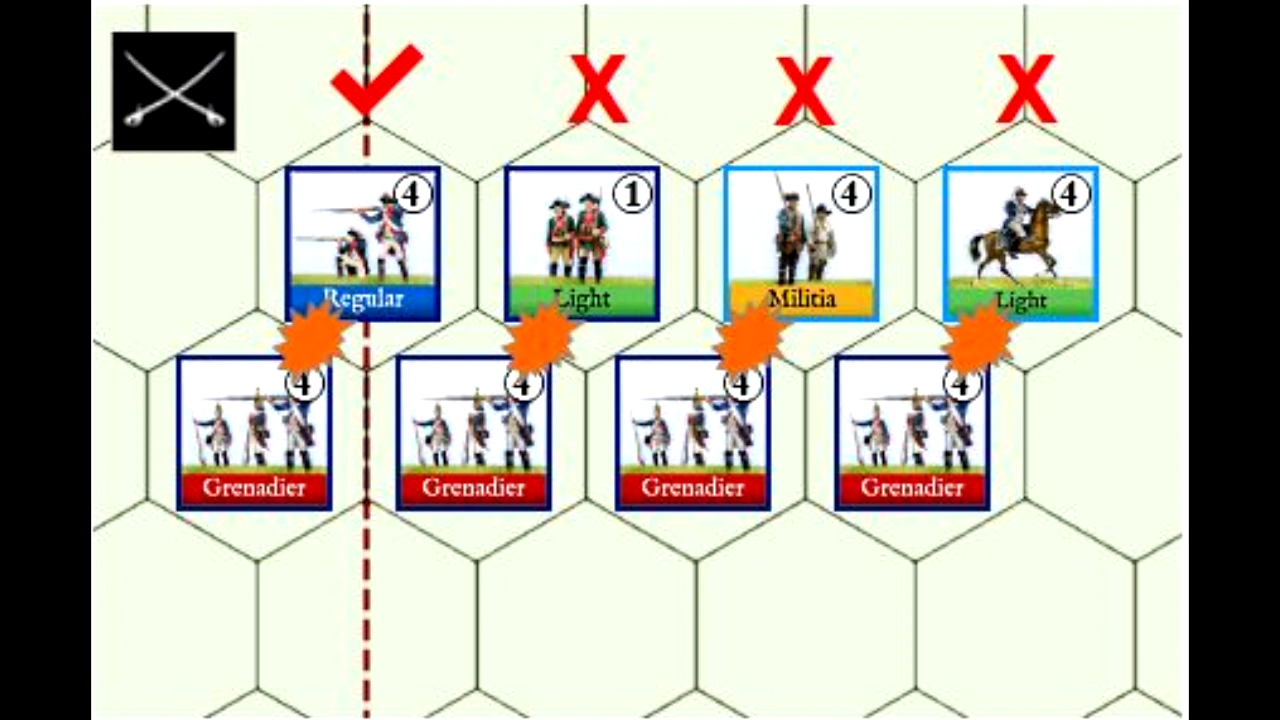 X X X
4 1 4 4
Regular Light Militia Light
4 4 4 4
Grenadier Grenadier Grenadier Grenadier